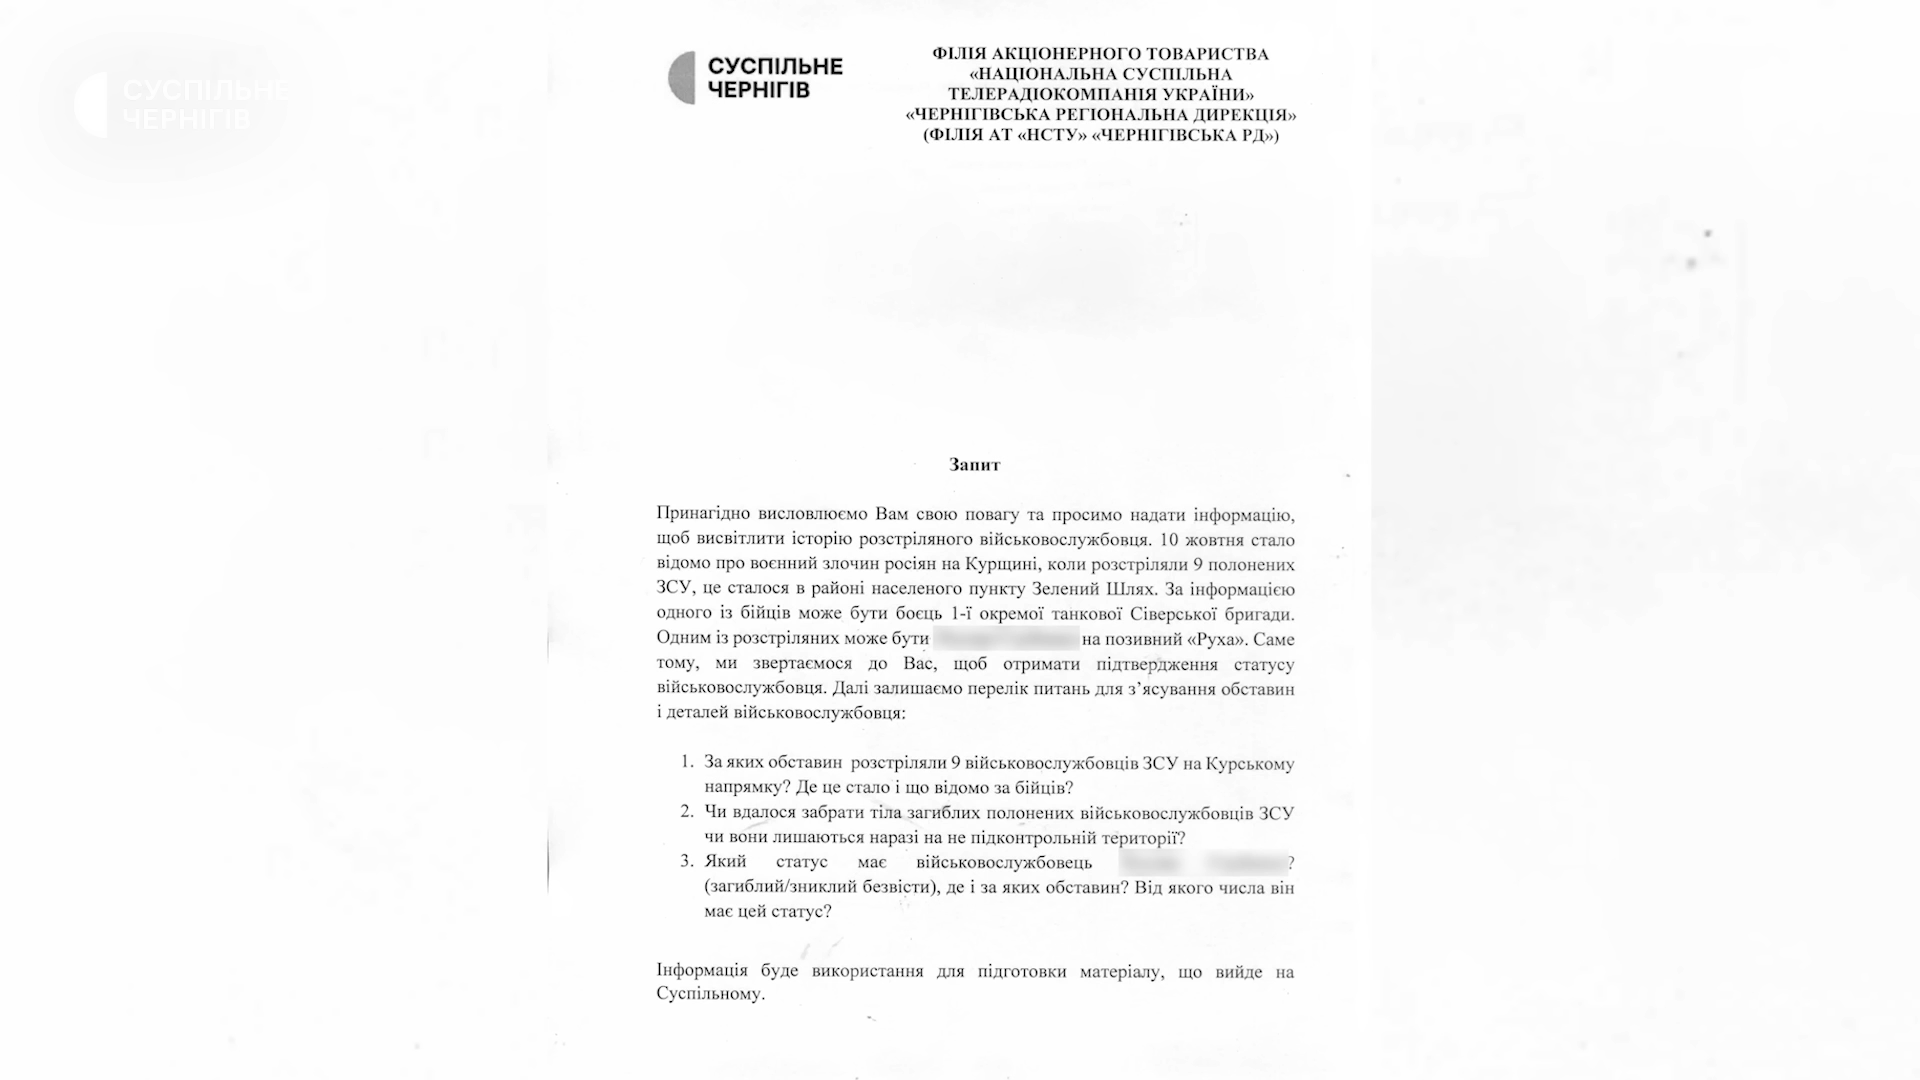 СУСПІЛЬНЕ
ЧЕРНІГІВ
СУСПІЛЬНЕ
ЧЕРНІГІВ
ФІЛІЯ АКЦІОНЕРНОГО ТОВАРИСТВА
«НАЦІОНАЛЬНА СУСПІЛЬНА
ТЕЛЕРАДІОКОМПАНІЯ УКРАЇНИ»
«ЧЕРНІГІВСЬКА РЕГІОНАЛЬНА ДИРЕКЦІЯ»
(ФІЛІЯ АТ «НСТУ» «ЧЕРНІГІВСЬКА РД»)
Запит
Принагідно висловлюємо Вам свою повагу та просимо надати інформацію,
щоб висвітлити історію розстріляного військовослужбовця. 10 жовтня стало
відомо про воєнний злочин росіян на Курщині, коли розстріляли 9 полонених
ЗСУ, це сталося в районі населеного пункту Зелений Шлях. За інформацією
одного із бійців може бути боєць 1-ї окремої танкової Сіверської бригади.
Одним із розстріляних може бути на позивний «Руха». Саме
тому, ми звертаємося до Вас, щоб отримати підтвердження статусу
військовослужбовця. Далі залишаємо перелік питань для з’ясування обставин
і деталей військовослужбовця:
1. За яких обставин розстріляли 9 військовослужбовців ЗСУ на Курському
напрямку? Де це стало і що відомо за бійців?
2. Чи вдалося забрати тіла загиблих полонених військовослужбовців ЗСУ
чи вони лишаються наразі на не підконтрольній території?
3. Який статус має військовослужбовець ?
(загиблий/зниклий безвісти), де і за яких обставин? Від якого числа він
має цей статус?
Інформація буде використання для підготовки матеріалу, що вийде на
Суспільному.